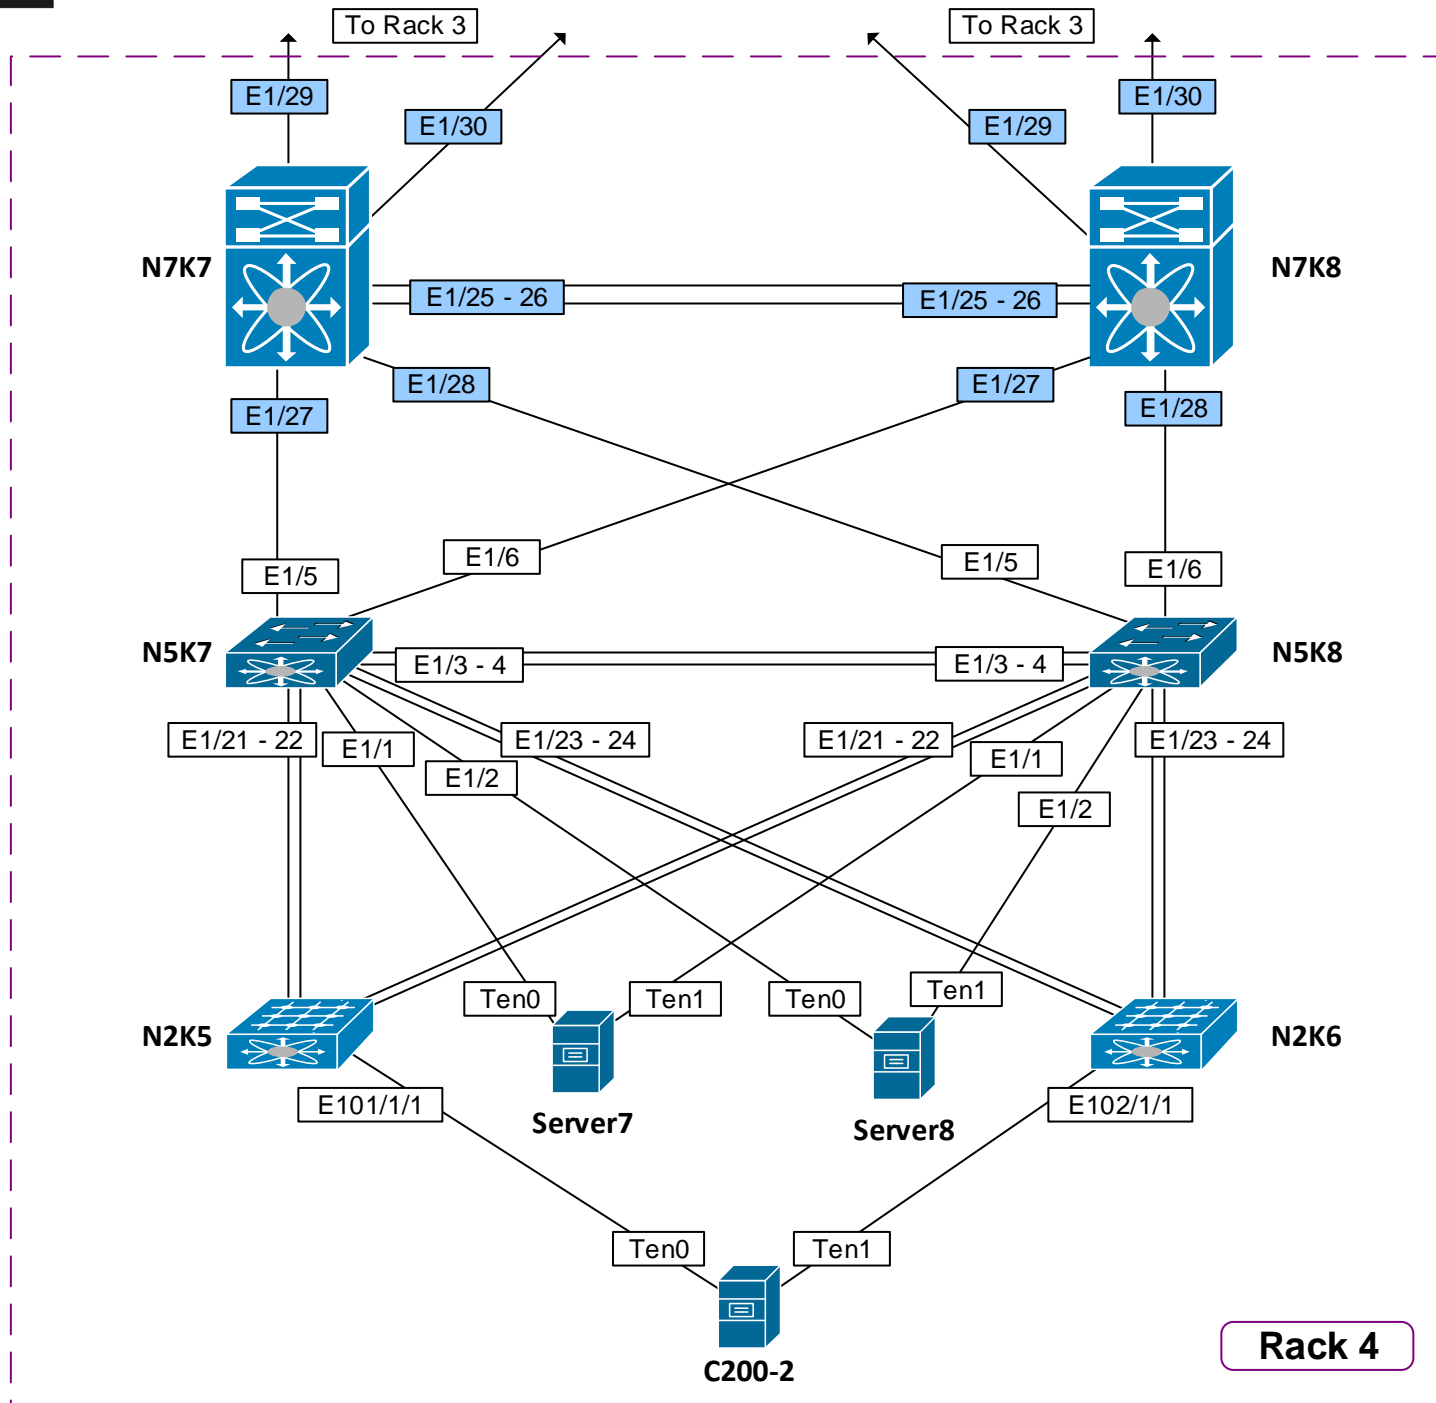 To Rack 3
To Rack 3
E1/29
E1/30
E1/30
E1/29
N7K7
N7K8
E1/25 - 26
E1/25 - 26
E1/28
E1/27
E1/27
E1/28
E1/6
E1/5
E1/5
E1/6
N5K7
N5K8
E1/3 - 4
E1/3 - 4
E1/21 - 22
E1/1
E1/23 - 24
E1/21 - 22
E1/1
E1/23 - 24
E1/2
E1/2
Ten0
Ten1
Ten0
Ten1
N2K5
N2K6
E101/1/1
E102/1/1
Server7
Server8
Ten0
Ten1
C200-2
Rack 4